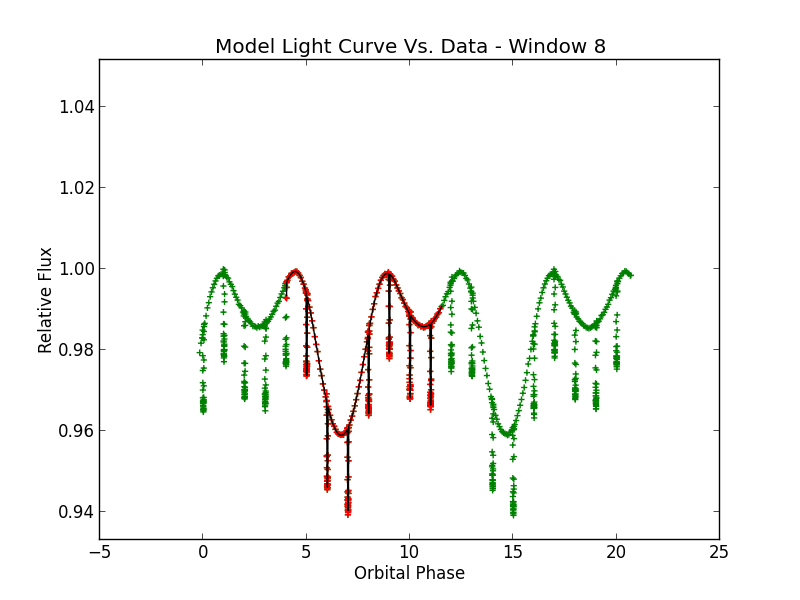 Model Light Curve Vs. Data - Window 8
1.04
1.02
1.00
0.98
0.96
0.94
Relative Flux
−5 0 5 10 15 20 25
Orbital Phase